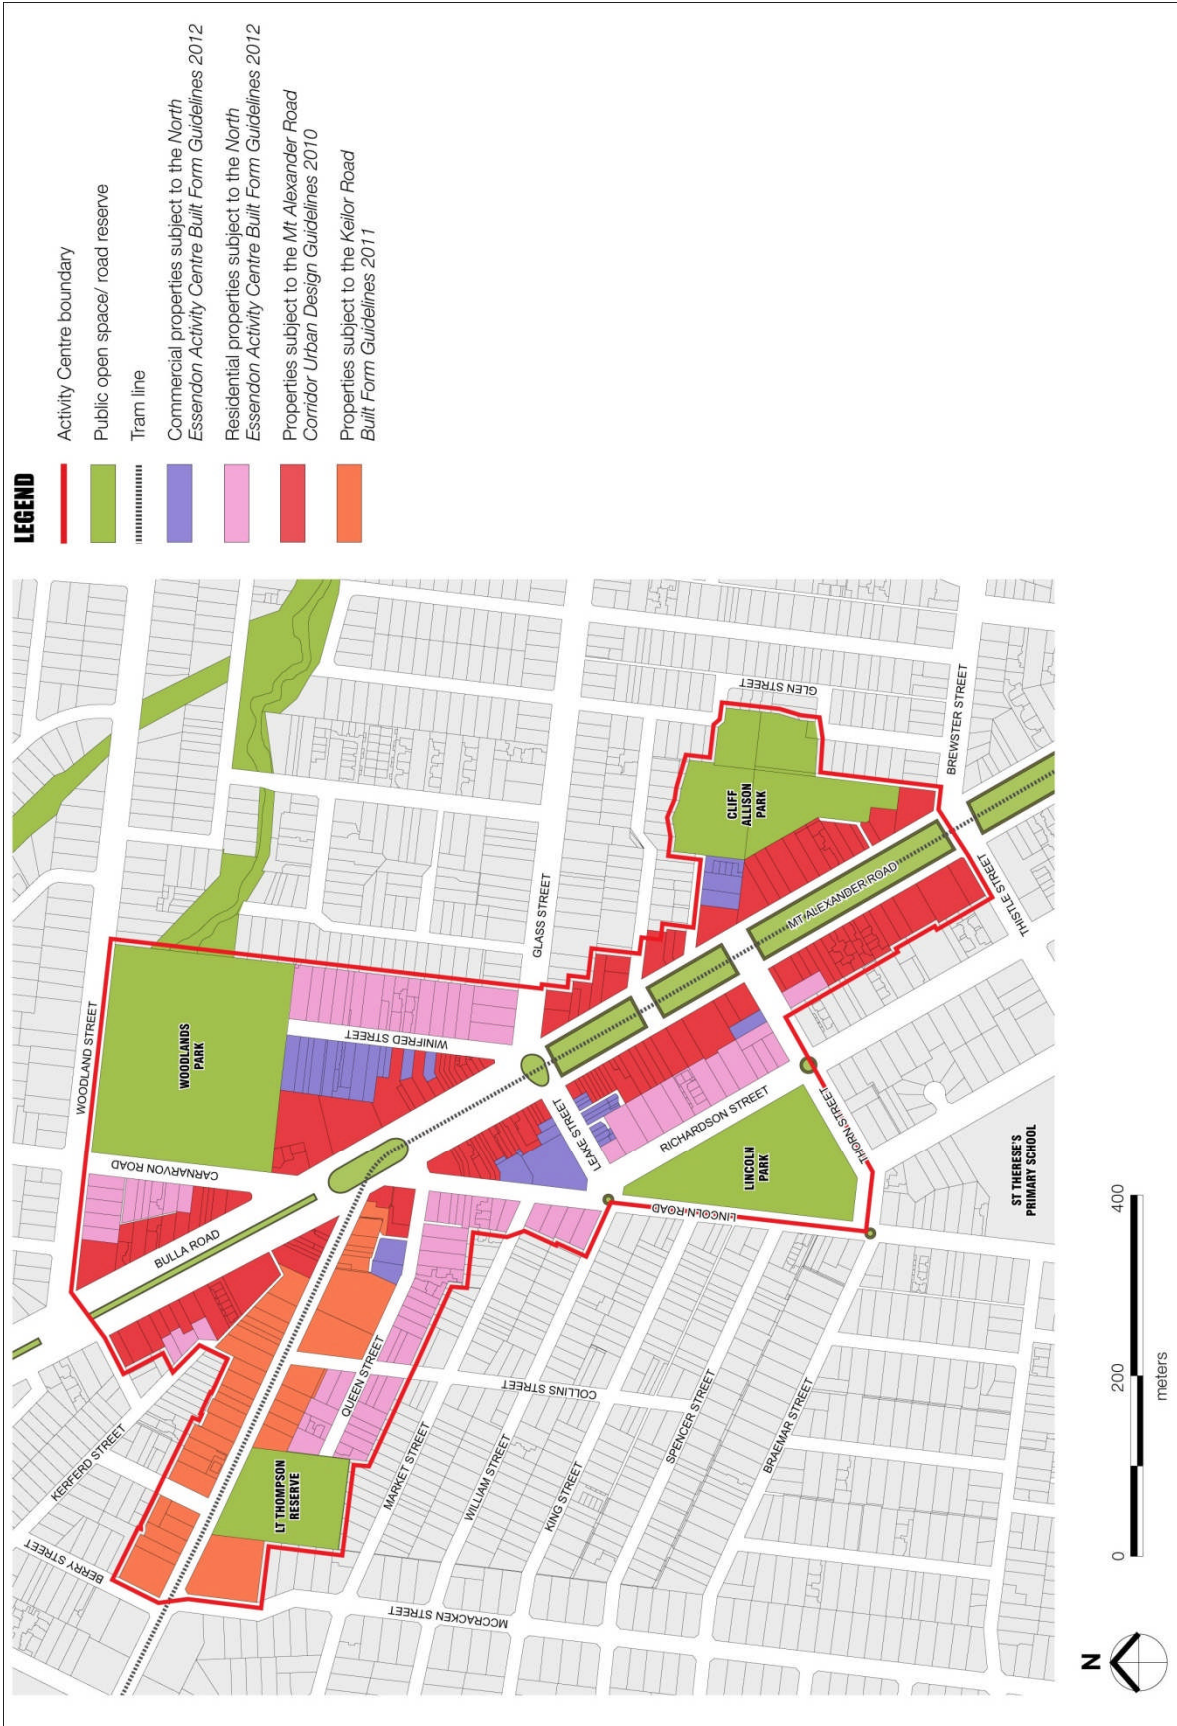 LEGEND
Activity Centre boundary
Public open space/ road reserve
Tram line
Commercial properties subject to the North
Essendon Activity Centre Built Form Guidelines 2012
Residential properties subject to the North
Essendon Activity Centre Built Form Guidelines 2012
Properties subject to the Mt Alexander Road
Corridor Urban Design Guidelines 2010
Properties subject to the Keilor Road
Built Form Guidelines 2011
WOODLAND STREET
WOODLANDS
PARK
CARNARVON ROAD
BULLA ROAD
WINIFRED STREET
GLASS STREET
GLEN STREET
CLIFF
ALLISON
PARK
BREWSTER STREET
MT ALEXANDER ROAD
THISTLE STREET
LEAKE STREET
RICHARDSON STREET
LINCOLN
PARK
LINCOLN ROAD
THORN STREET
ST THERESE'S
PRIMARY SCHOOL
KERFERD STREET
BERRY STREET
LT THOMPSON
RESERVE
QUEEN STREET
COLLINS STREET
MARKET STREET
WILLIAM STREET
KING STREET
SPENCER STREET
BRAEMAR STREET
MCCRACKEN STREET
N
0
200
400
meters